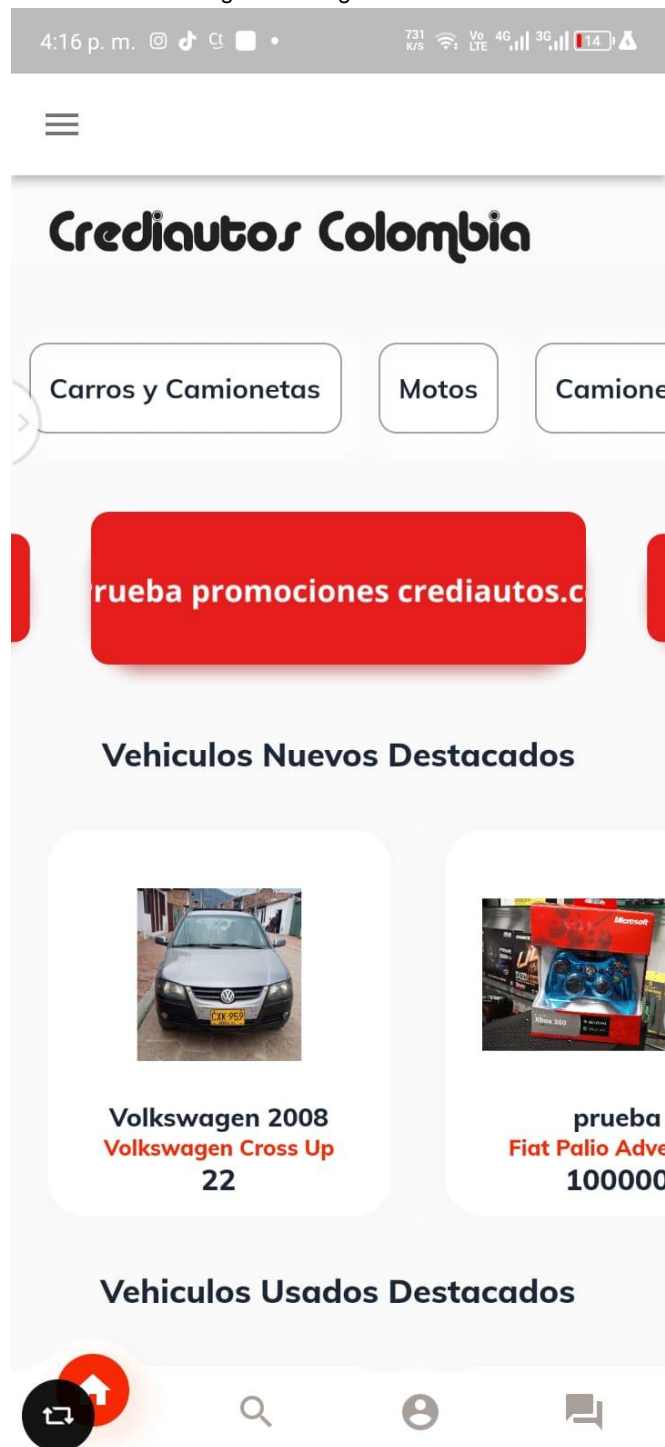 4:16 p. m.
731 K/S
Vo LTE 4G 3G 14
Crediautos Colombia
Carros y Camionetas
Motos
Camione
rueba promociones crediautos.c
Vehiculos Nuevos Destacados
CXK 959
Microsoft
Xbox 360
Volkswagen 2008
Volkswagen Cross Up
22
prueba
Fiat Palio Adve
100000
Vehiculos Usados Destacados